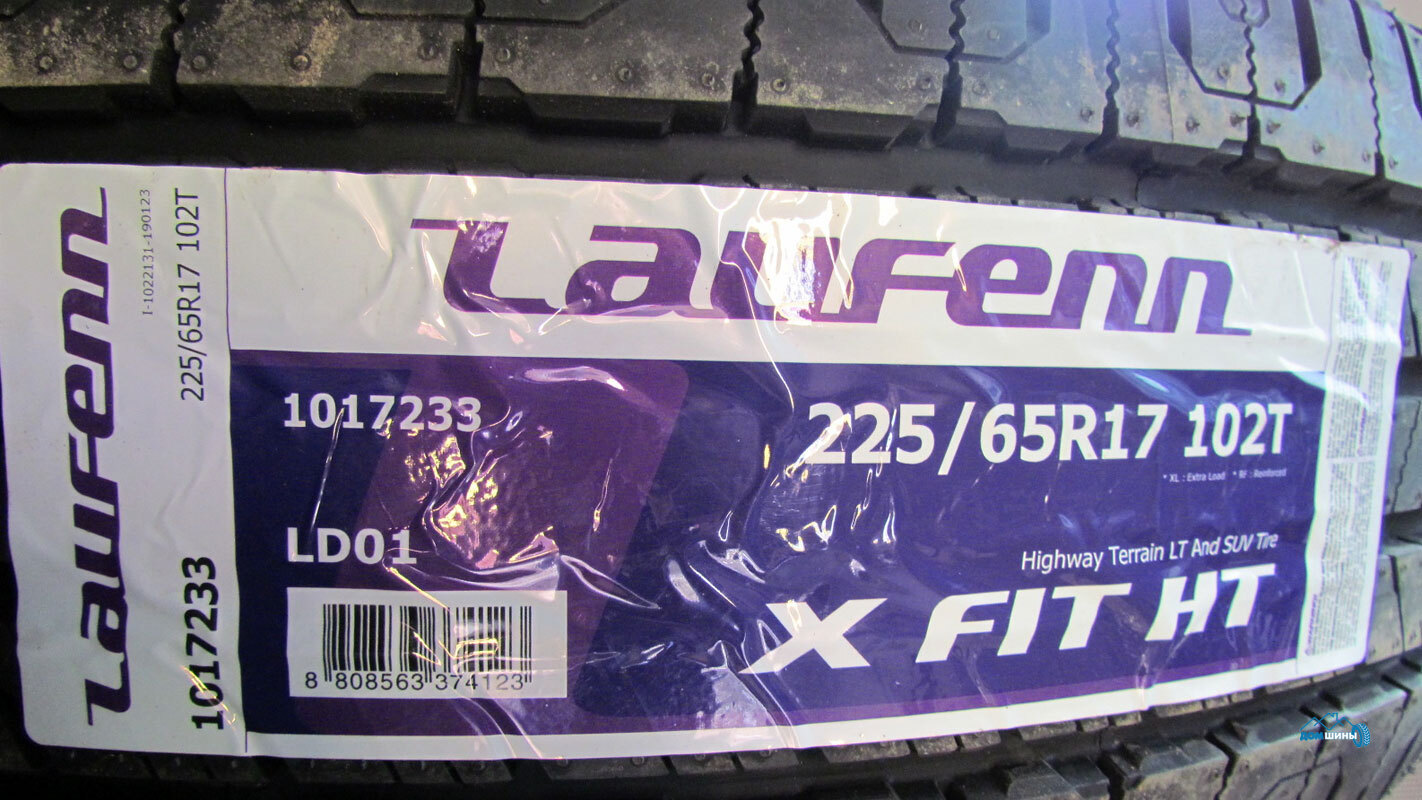 Laufenn
I-1022131-190123
225/65R17 102T
1017233
Laufenn
1017233
225/65R17 102T
* XL : Extra Load * RF : Reinforced
LD01
Highway Terrain LT And SUV Tire
X FIT HT
8 808563 374123
ДОМШИНЫ